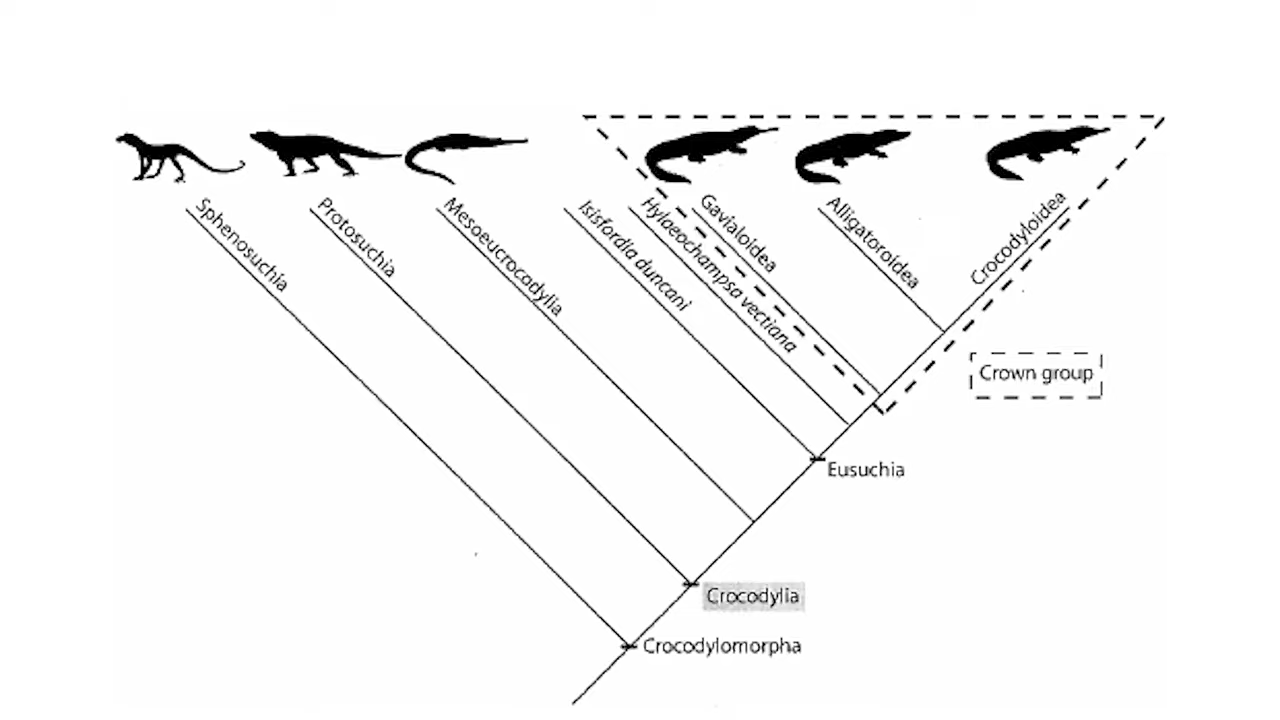 Sphenosuchia
Protosuchia
Mesoeucrocodylia
Isisfordia duncani
Hylaeochampsa vectiana
Gavialoidea
Alligatoroidea
Crocodyloidea
Crown group
Eusuchia
Crocodylia
Crocodylomorpha